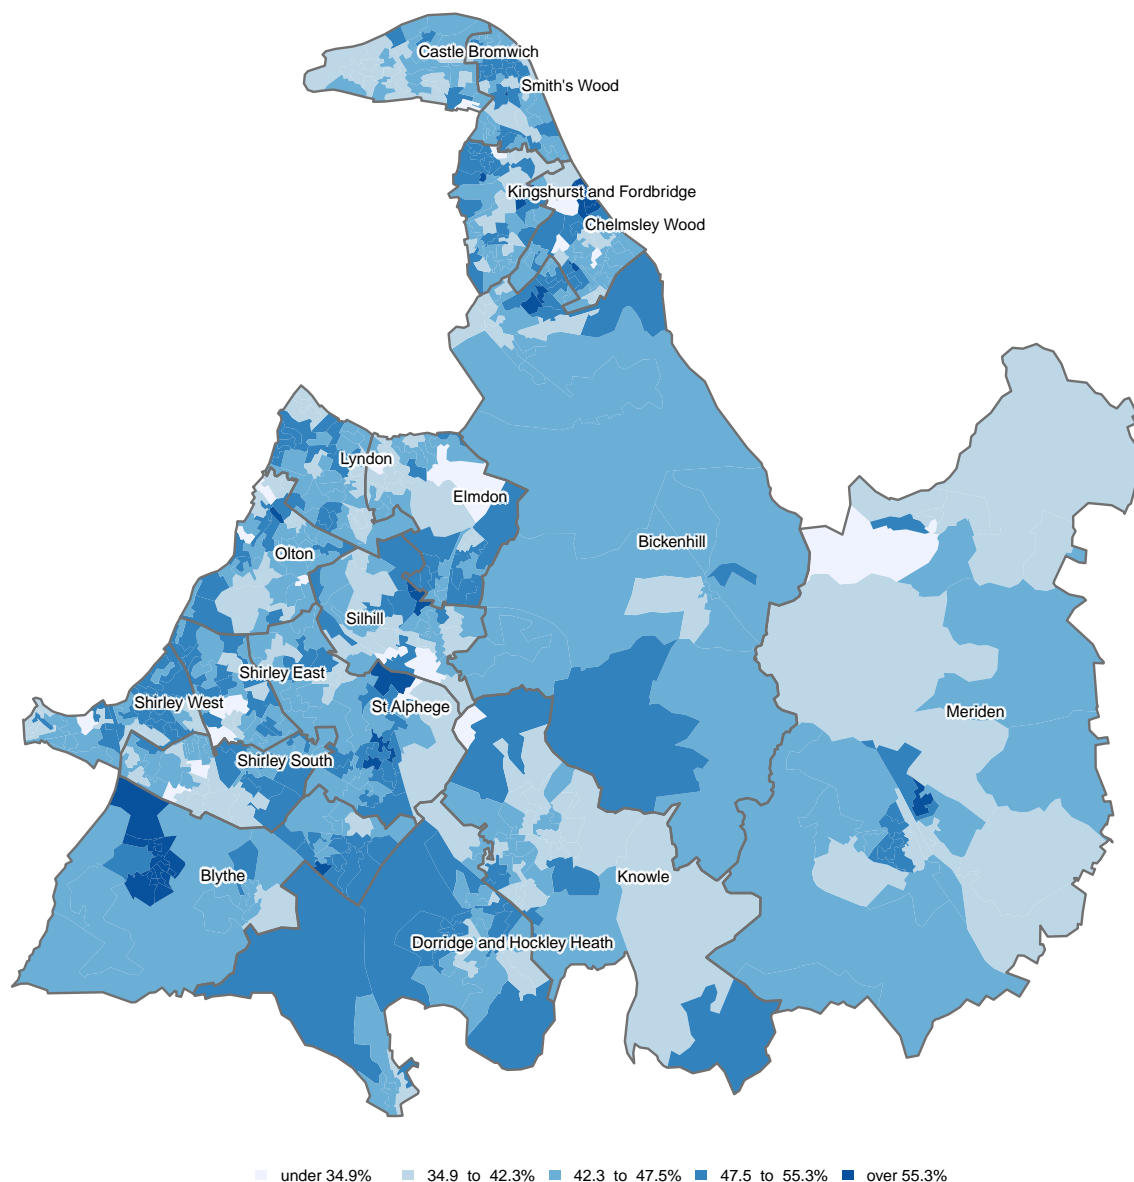 Castle Bromwich
Smith's Wood
Kingshurst and Fordbridge
Chelmsley Wood
Lyndon
Elmdon
Bickenhill
Olton
Silhill
Shirley East
Shirley West
St Alphege
Meriden
Shirley South
Blythe
Knowle
Dorridge and Hockley Heath
under 34.9% 34.9 to 42.3% 42.3 to 47.5% 47.5 to 55.3% over 55.3%